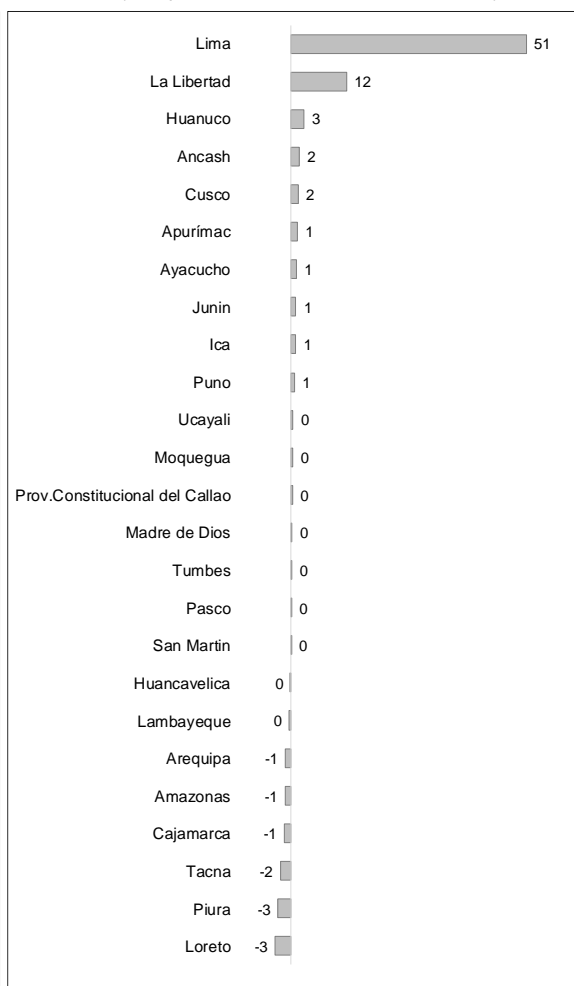 Lima 51
La Libertad 12
Huanuco 3
Ancash 2
Cusco 2
Apurímac 1
Ayacucho 1
Junin 1
Ica 1
Puno 1
Ucayali 0
Moquegua 0
Prov.Constitucional del Callao 0
Madre de Dios 0
Tumbes 0
Pasco 0
San Martin 0
Huancavelica 0
Lambayeque 0
Arequipa -1
Amazonas -1
Cajamarca -1
Tacna -2
Piura -3
Loreto -3